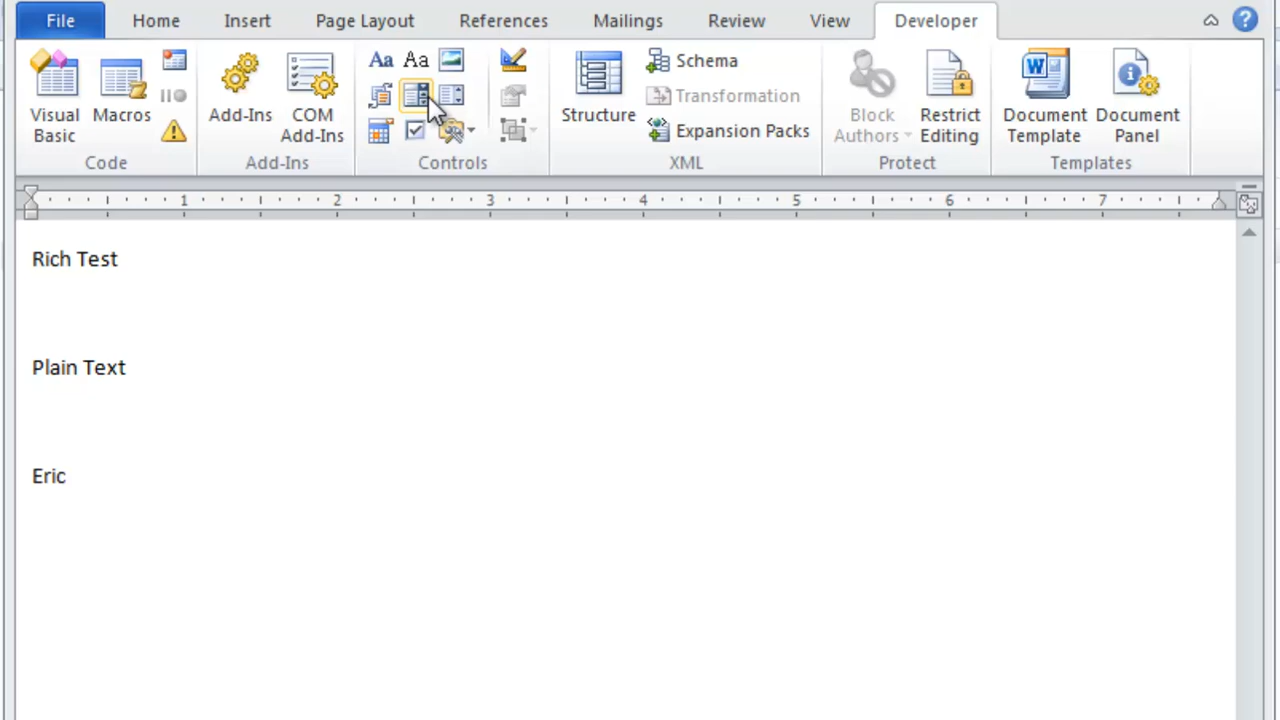 File Home Insert Page Layout References Mailings Review View Developer
Aa Aa Schema
Transformation
Expansion Packs
Visual Basic Macros Add-Ins COM Add-Ins Structure Block Authors Restrict Editing Document Template Document Panel
Code Add-Ins Controls XML Protect Templates
1 2 3 4 5 6 7
Rich Test
Plain Text
Eric